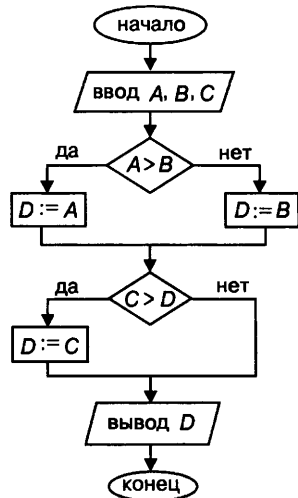 начало
ввод A, B, C
да
A > B
нет
D := A
D := B
да
C > D
нет
D := C
вывод D
конец